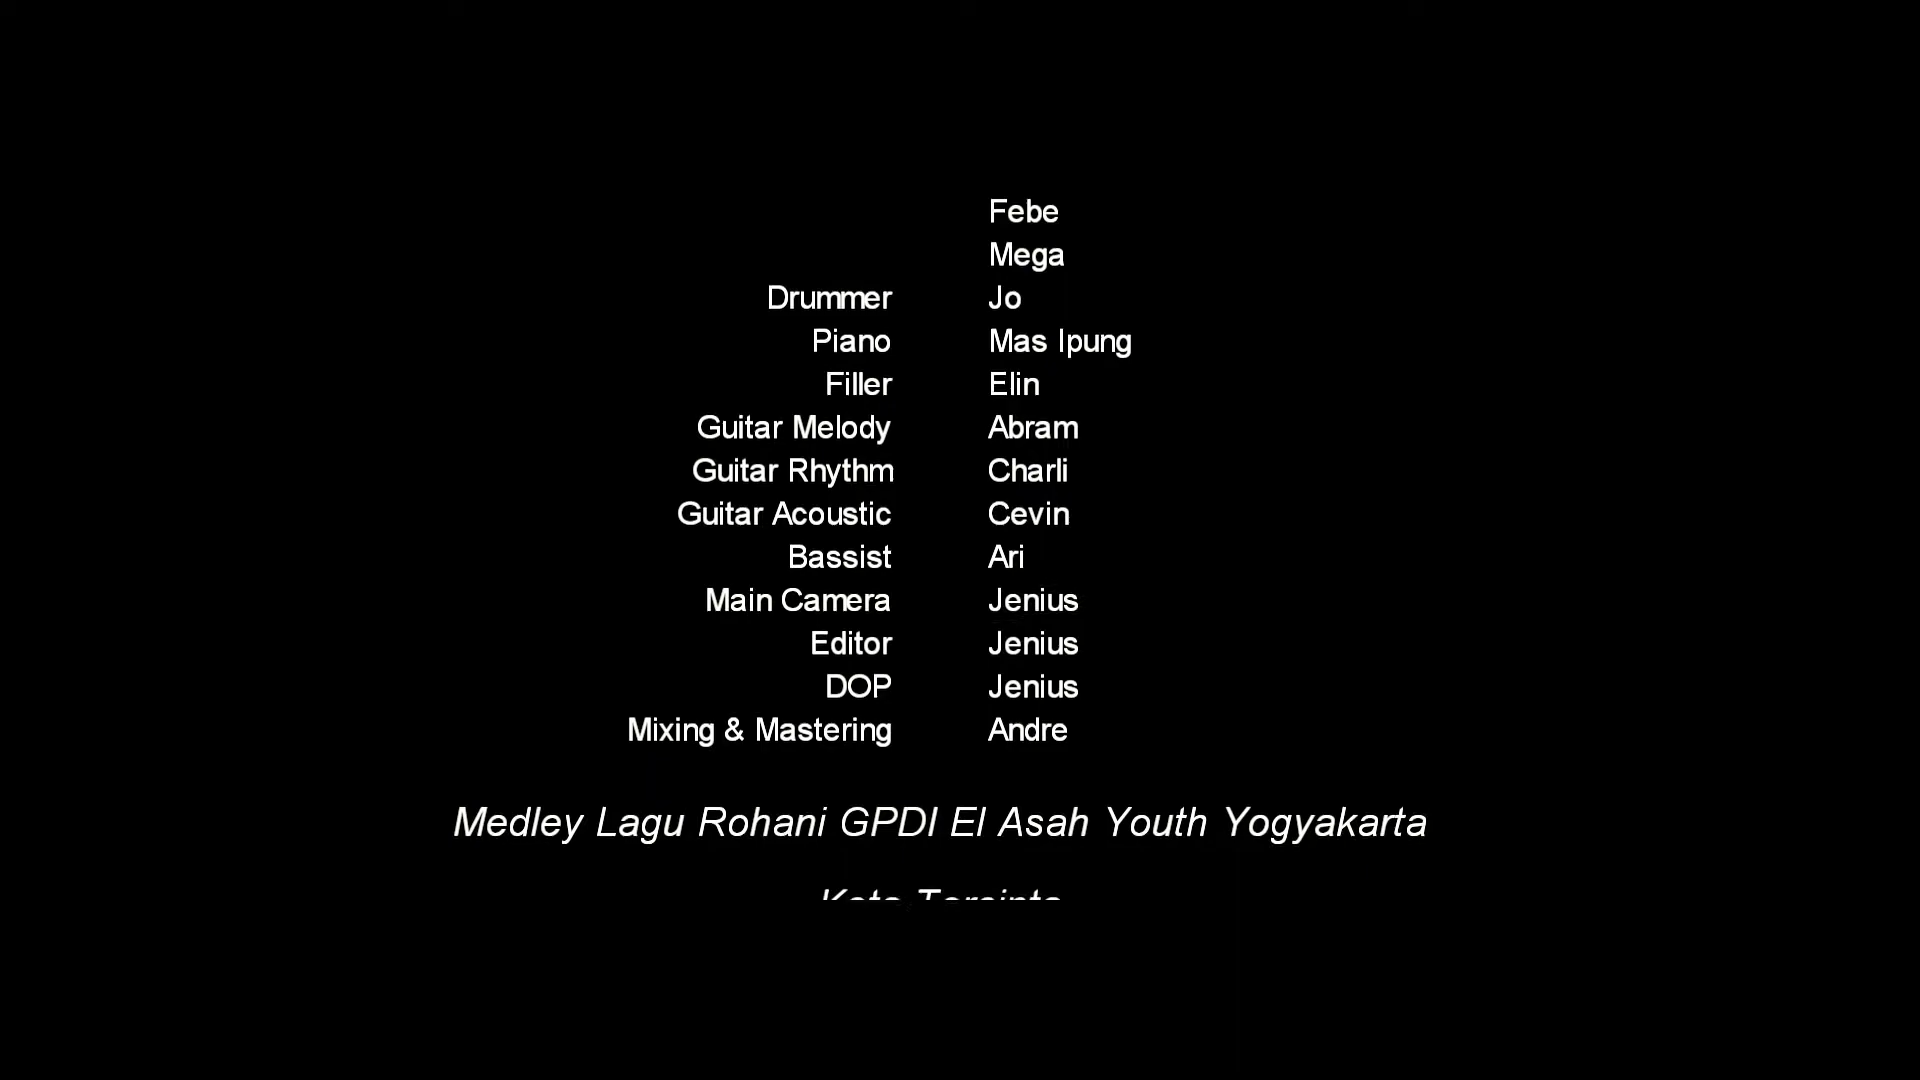 Febe
Mega
Drummer Jo
Piano Mas Ipung
Filler Elin
Guitar Melody Abram
Guitar Rhythm Charli
Guitar Acoustic Cevin
Bassist Ari
Main Camera Jenius
Editor Jenius
DOP Jenius
Mixing & Mastering Andre
Medley Lagu Rohani GPDI El Asah Youth Yogyakarta